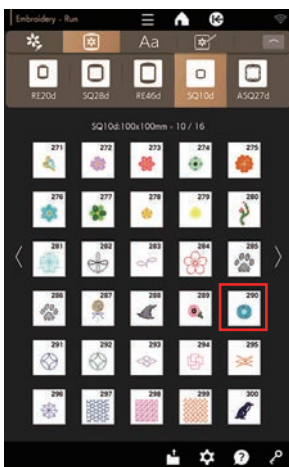 Embroidery - Run
Aa
RE20d SQ28d RE46d SQ10d ASQ27d
SQ10d:100x100mm - 10 / 16
271 272 273 274 275
276 277 278 279 280
281 282 283 284 285
286 287 288 289 290
291 292 293 294 295
296 297 298 299 300
?